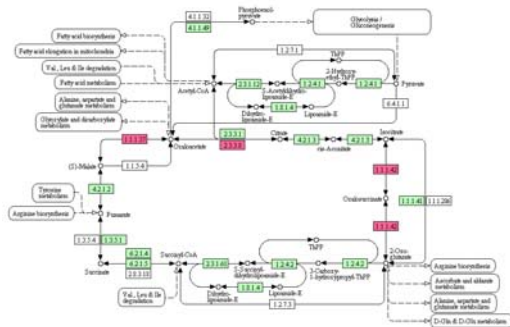 4.1.1.32
4.1.1.49
Phosphoenol-
pyruvate
Glycolysis /
Gluconeogenesis
Fatty acid biosynthesis
Fatty acid elongation in mitochondria
Val, Leu & Ile degradation
Fatty acid metabolism
Alanine, aspartate and
glutamate metabolism
Glyoxylate and dicarboxylate
metabolism
1.2.7.1
ThPP
2-Hydroxy-
ethyl-ThPP
Acetyl-CoA
2.3.1.12
1.2.4.1
1.2.4.1
Pyruvate
S-Acetyldihydro-
lipoamide-E
Dihydro-
lipoamide-E
1.8.1.4
Lipoamide-E
6.4.1.1
1.1.1.37
Oxaloacetate
2.3.3.1
2.3.3.8
Citrate
4.2.1.3
cis-Aconitate
4.2.1.3
Isocitrate
(S)-Malate
1.1.5.4
1.1.1.42
Oxalosuccinate
4.2.1.2
Tyrosine
metabolism
Arginine biosynthesis
Fumarate
1.1.1.42
1.1.1.41
1.1.1.286
1.3.5.4
1.3.5.1
ThPP
2-Oxo-
glutarate
Succinate
6.2.1.4
6.2.1.5
2.8.3.18
Succinyl-CoA
2.3.1.61
S-Succinyl-
dihydrolipoamide-E
1.2.4.2
3-Carboxy-
1-hydroxypropyl-ThPP
1.2.4.2
Arginine biosynthesis
Ascorbate and aldarate
metabolism
Alanine, aspartate and
glutamate metabolism
D-Gln & D-Glu metabolism
Val, Leu & Ile
degradation
Dihydro-
lipoamide-E
1.8.1.4
Lipoamide-E
1.2.7.3